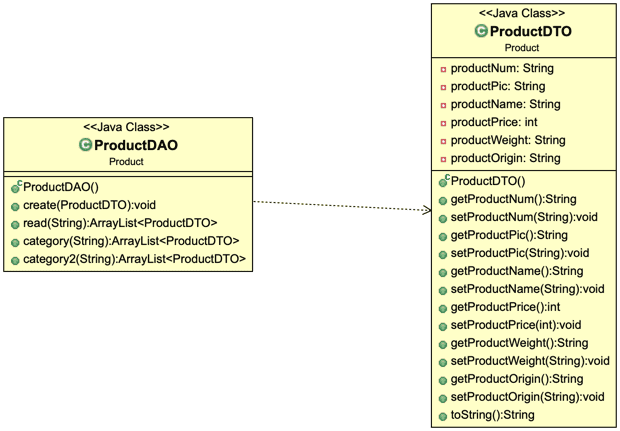 <<Java Class>>
ProductDAO
Product
ProductDAO()
create(ProductDTO):void
read(String):ArrayList<ProductDTO>
category(String):ArrayList<ProductDTO>
category2(String):ArrayList<ProductDTO>
<<Java Class>>
ProductDTO
Product
productNum: String
productPic: String
productName: String
productPrice: int
productWeight: String
productOrigin: String
ProductDTO()
getProductNum():String
setProductNum(String):void
getProductPic():String
setProductPic(String):void
getProductName():String
setProductName(String):void
getProductPrice():int
setProductPrice(int):void
getProductWeight():String
setProductWeight(String):void
getProductOrigin():String
setProductOrigin(String):void
toString():String